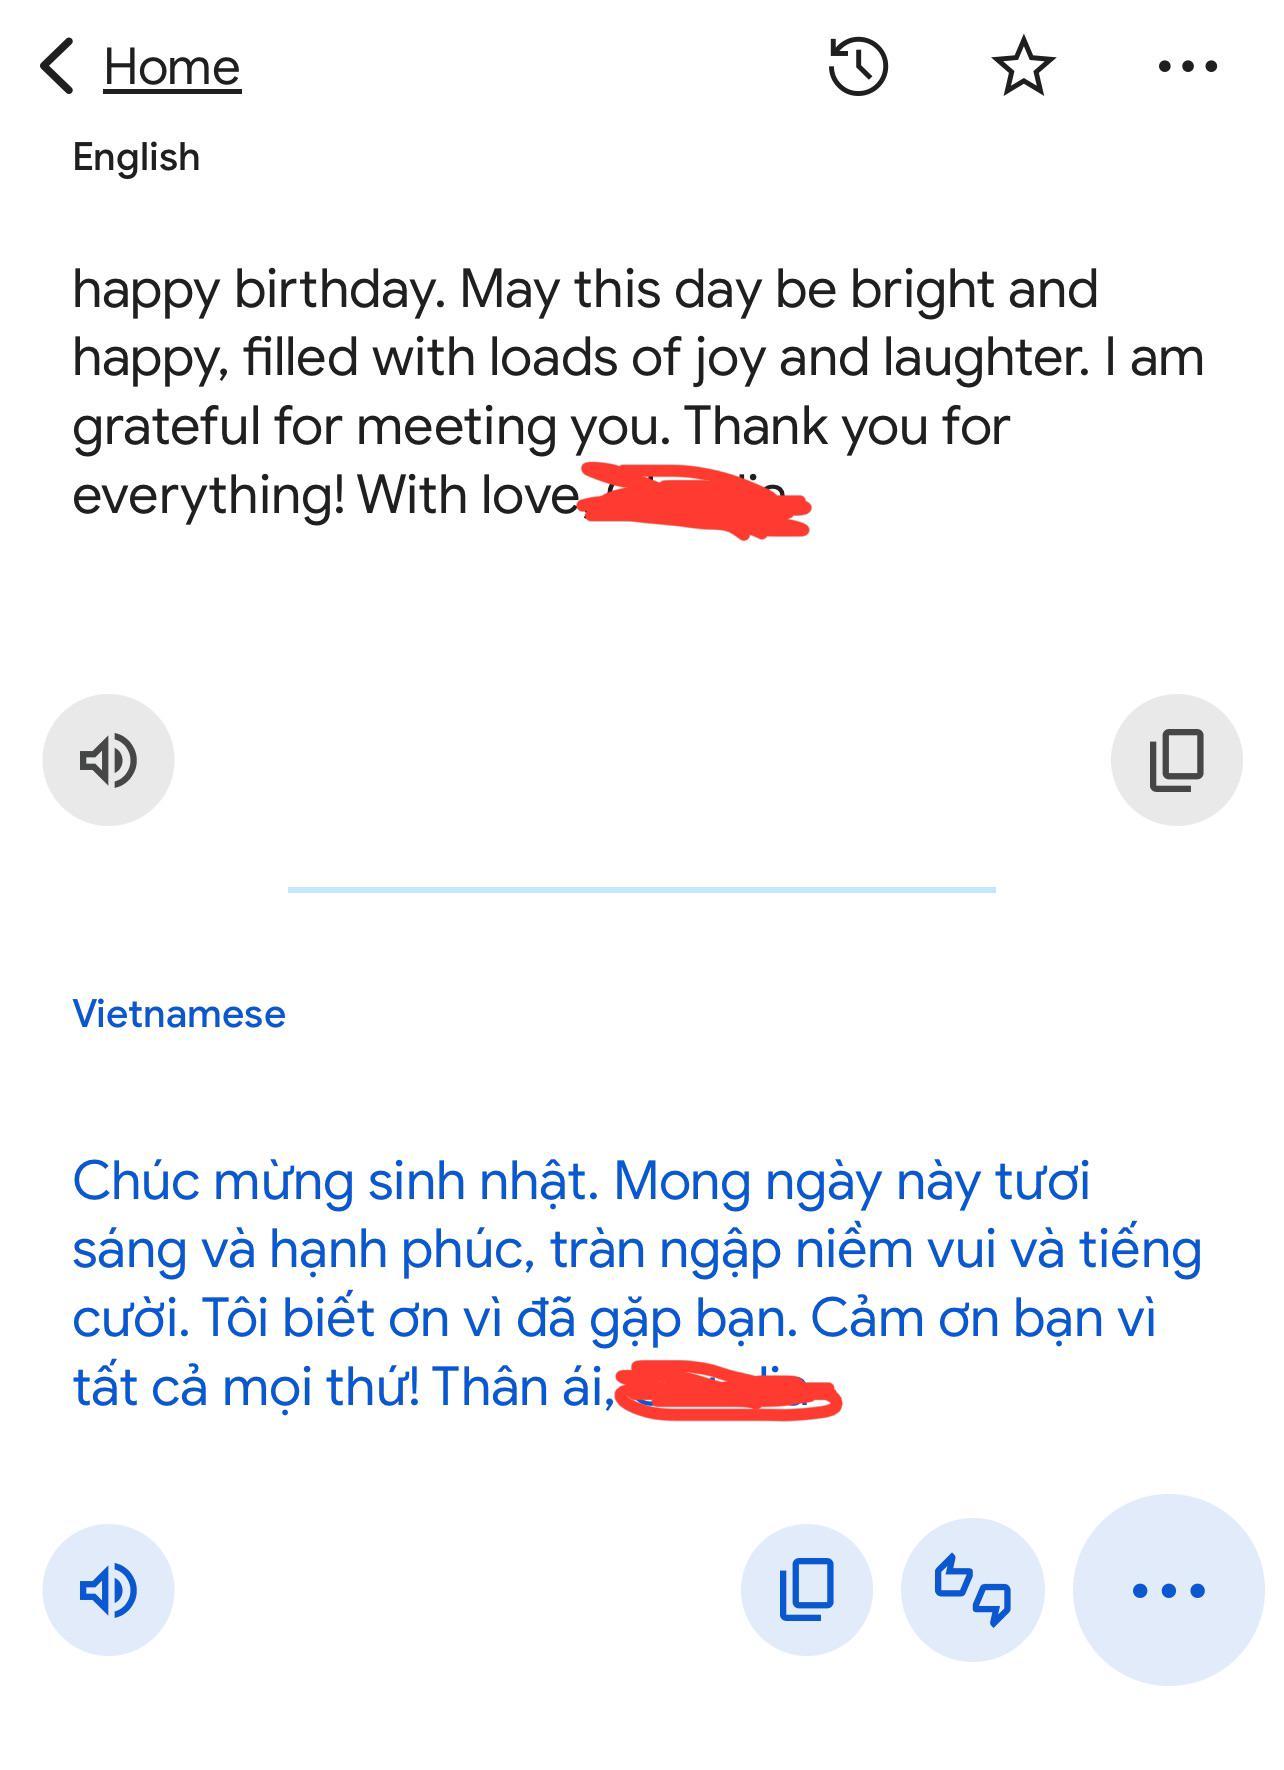 Home
English
happy birthday. May this day be bright and
happy, filled with loads of joy and laughter. I am
grateful for meeting you. Thank you for
everything! With love,
Vietnamese
Chúc mừng sinh nhật. Mong ngày này tươi
sáng và hạnh phúc, tràn ngập niềm vui và tiếng
cười. Tôi biết ơn vì đã gặp bạn. Cảm ơn bạn vì
tất cả mọi thứ! Thân ái,